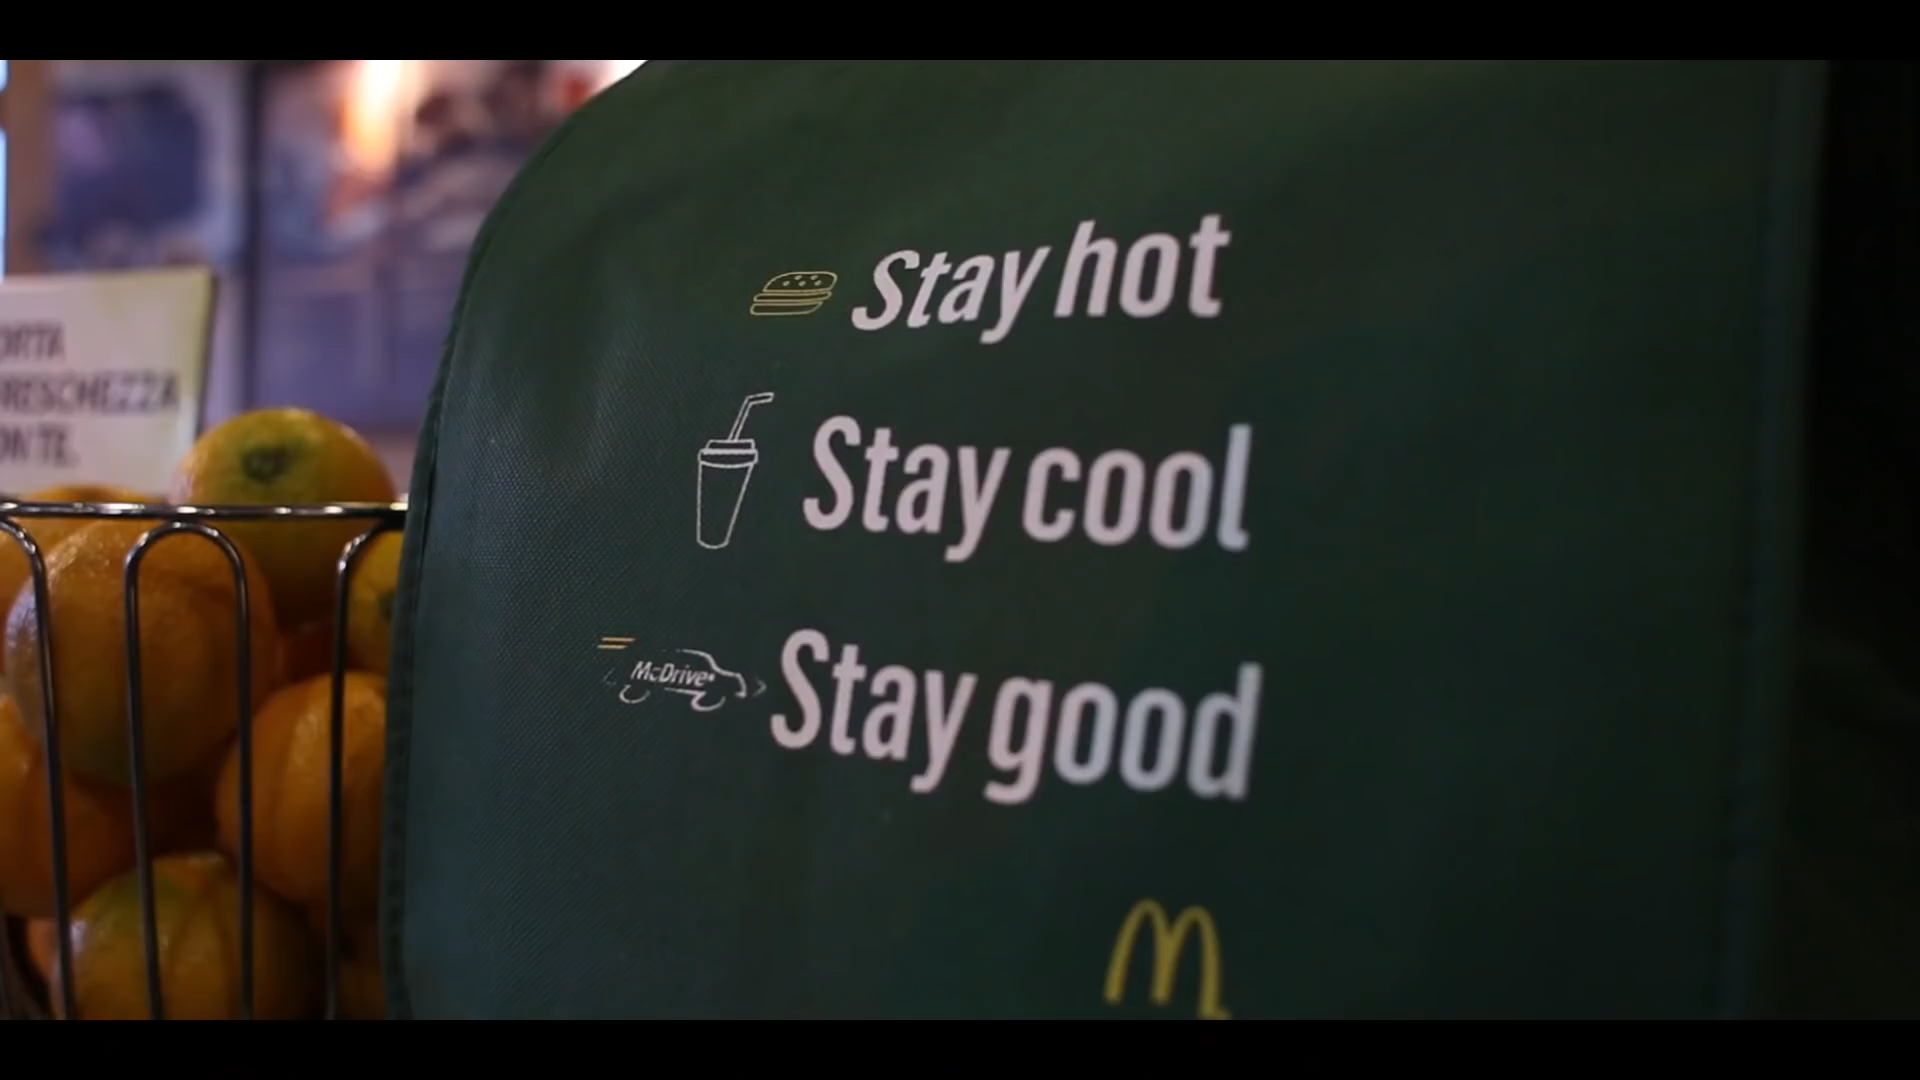 Stay hot
Stay cool
McDrive
Stay good
ORTA
RESCHEZZA
ON TE.